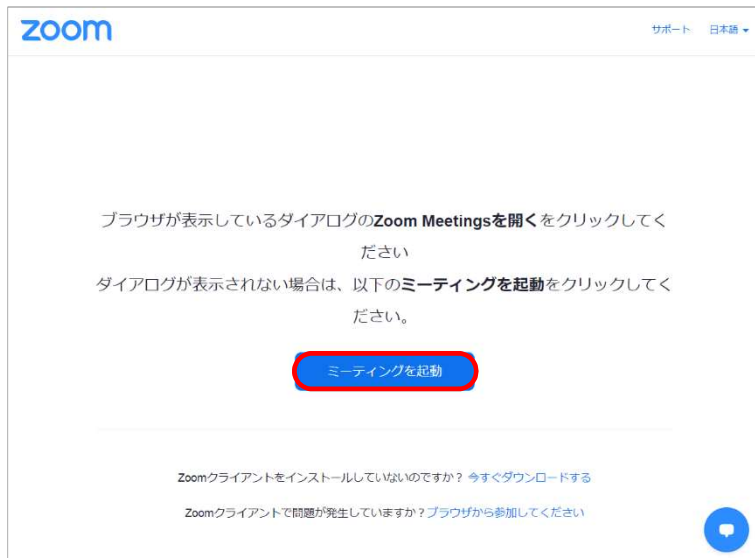 zoom
サポート 日本語
ブラウザが表示しているダイアログのZoom Meetingsを開くをクリックしてく
ださい
ダイアログが表示されない場合は、以下のミーティングを起動をクリックしてく
ださい。
ミーティングを起動
Zoomクライアントをインストールしていないのですか？ 今すぐダウンロードする
Zoomクライアントで問題が発生していますか？ブラウザから参加してください